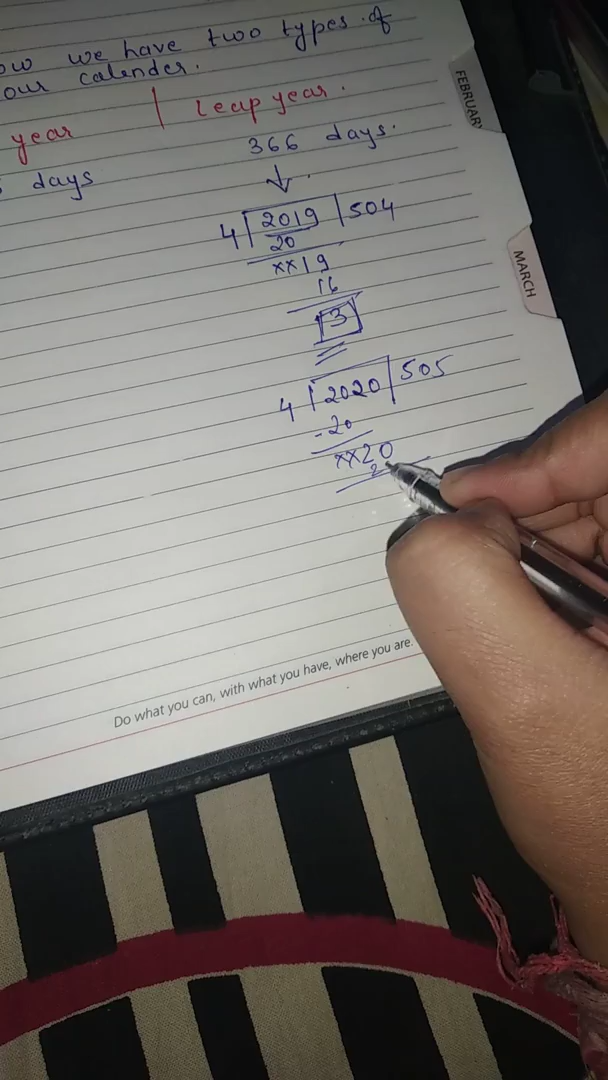 ow we have two types of
our calender.
year | Leap year.
days 366 days.
4 2019 504
20
xx19
16
3
4 2020 505
-20
xx20
2
FEBRUARY
MARCH
Do what you can, with what you have, where you are.